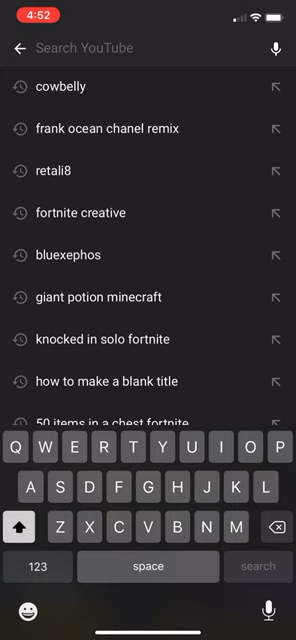 4:52
Search YouTube
cowbelly
frank ocean chanel remix
retali8
fortnite creative
bluexephos
giant potion minecraft
knocked in solo fortnite
how to make a blank title
50 items in a chest fortnite
Q W E R T Y U I O P
A S D F G H J K L
Z X C V B N M
123 space search